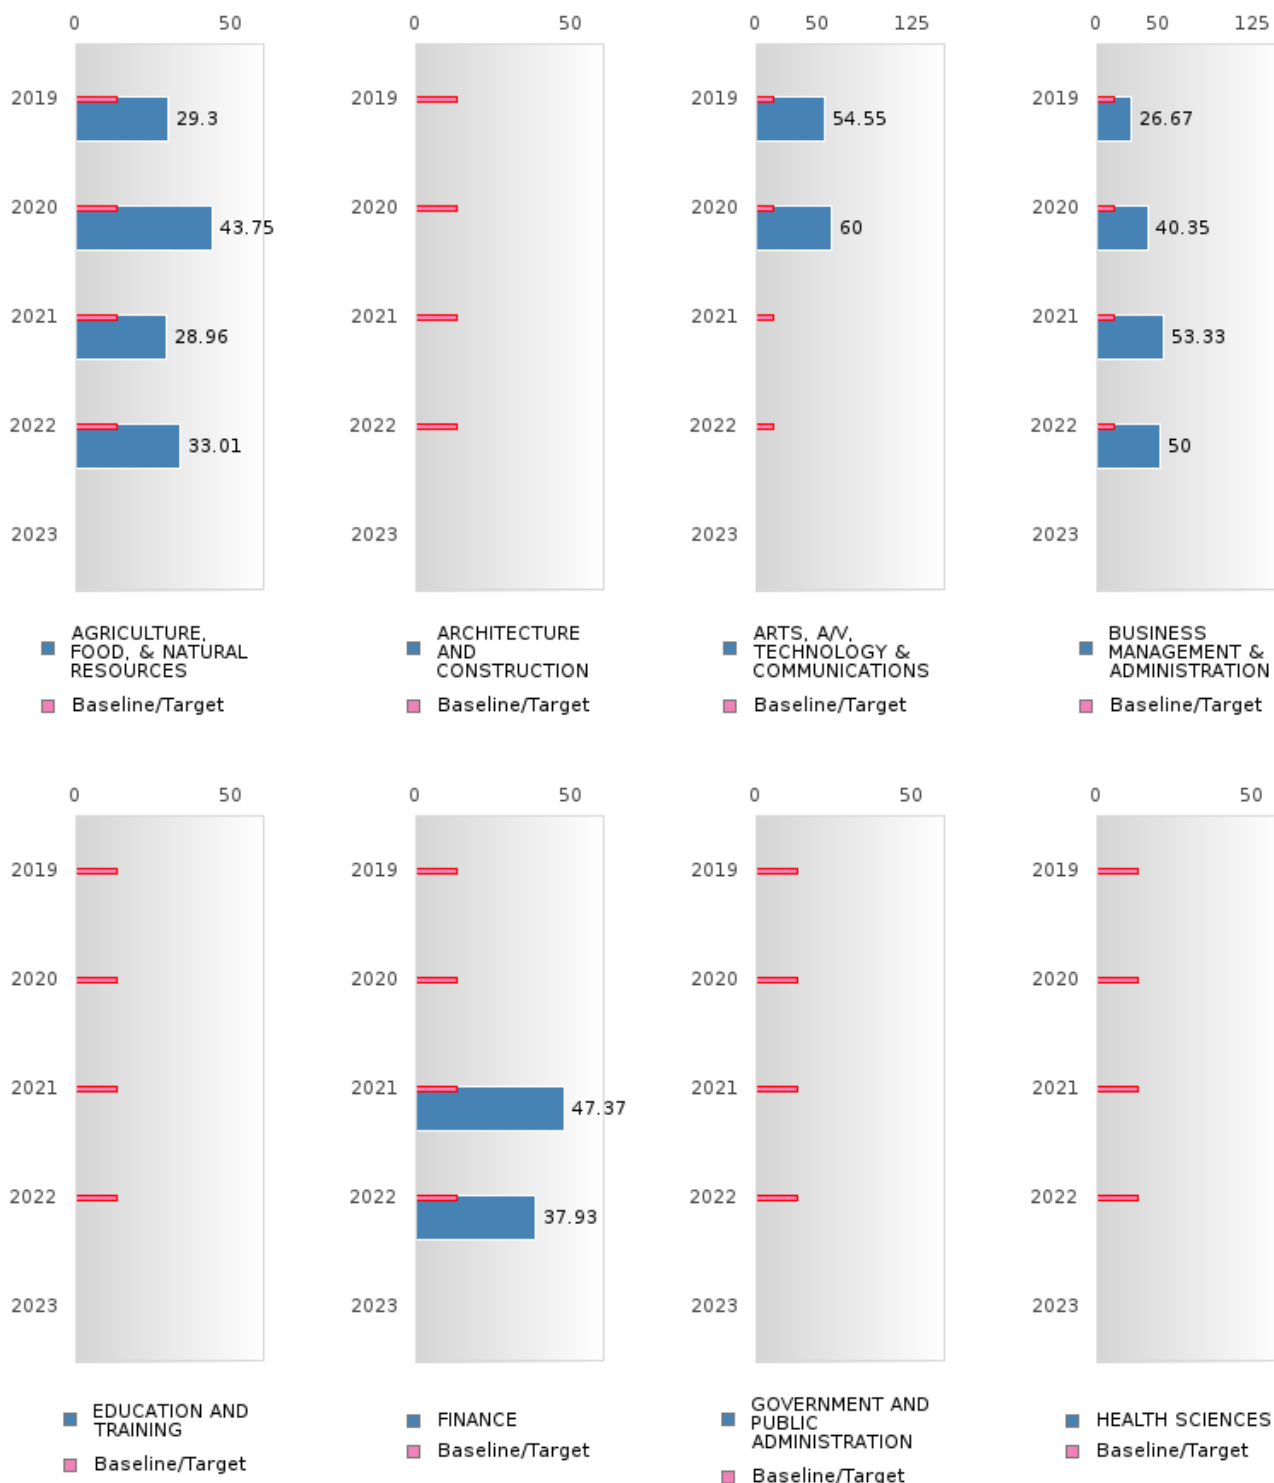 0 50
2019
29.3
2020
43.75
2021
28.96
2022
33.01
2023
AGRICULTURE,
FOOD, & NATURAL
RESOURCES
Baseline/Target
0 50
2019
2020
2021
2022
2023
ARCHITECTURE
AND
CONSTRUCTION
Baseline/Target
0 50 125
2019
54.55
2020
60
2021
2022
2023
ARTS, A/V,
TECHNOLOGY &
COMMUNICATIONS
Baseline/Target
0 50 125
2019
26.67
2020
40.35
2021
53.33
2022
50
2023
BUSINESS
MANAGEMENT &
ADMINISTRATION
Baseline/Target
0 50
2019
2020
2021
2022
2023
EDUCATION AND
TRAINING
Baseline/Target
0 50
2019
2020
2021
47.37
2022
37.93
2023
FINANCE
Baseline/Target
0 50
2019
2020
2021
2022
2023
GOVERNMENT AND
PUBLIC
ADMINISTRATION
Baseline/Target
0 50
2019
2020
2021
2022
2023
HEALTH SCIENCES
Baseline/Target